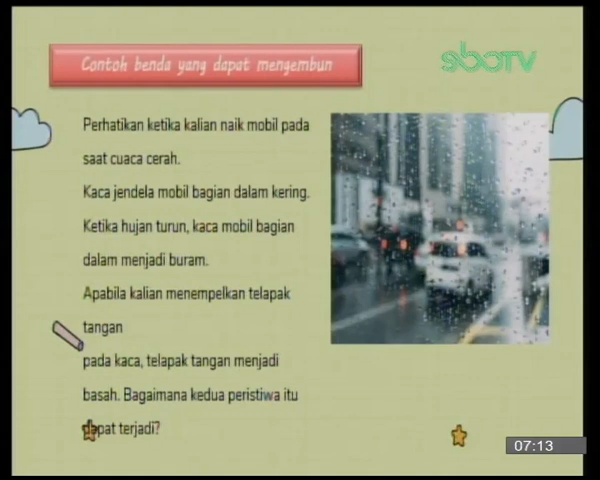 Contoh benda yang dapat mengembun
sboTV
Perhatikan ketika kalian naik mobil pada
saat cuaca cerah.
Kaca jendela mobil bagian dalam kering.
Ketika hujan turun, kaca mobil bagian
dalam menjadi buram.
Apabila kalian menempelkan telapak
tangan
pada kaca, telapak tangan menjadi
basah. Bagaimana kedua peristiwa itu
dapat terjadi?
07:13